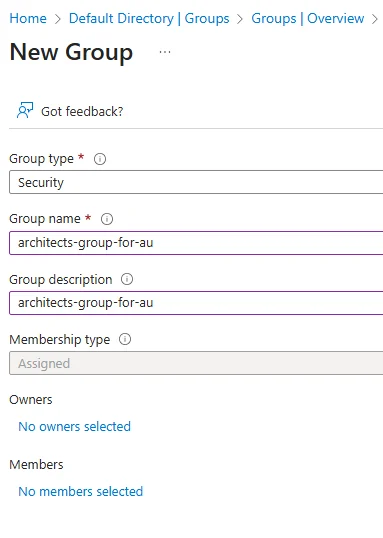 Home > Default Directory | Groups > Groups | Overview >
New Group ...
Got feedback?
Group type *
Security
Group name *
architects-group-for-au
Group description
architects-group-for-au
Membership type
Assigned
Owners
No owners selected
Members
No members selected